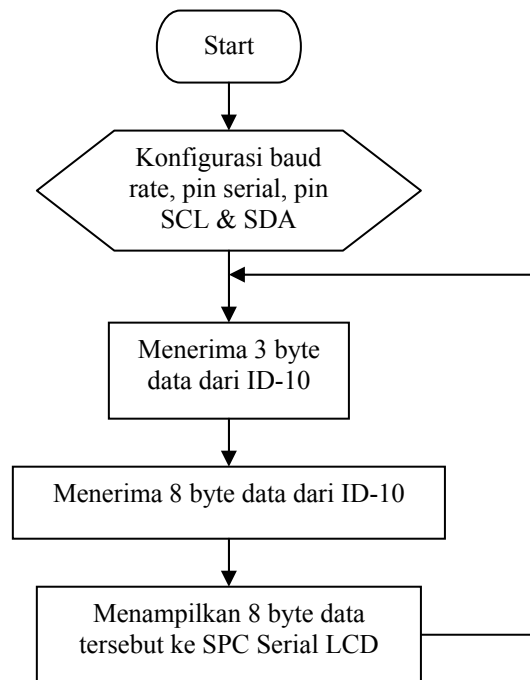 Start
Konfigurasi baud
rate, pin serial, pin
SCL & SDA
Menerima 3 byte
data dari ID-10
Menerima 8 byte data dari ID-10
Menampilkan 8 byte data
tersebut ke SPC Serial LCD